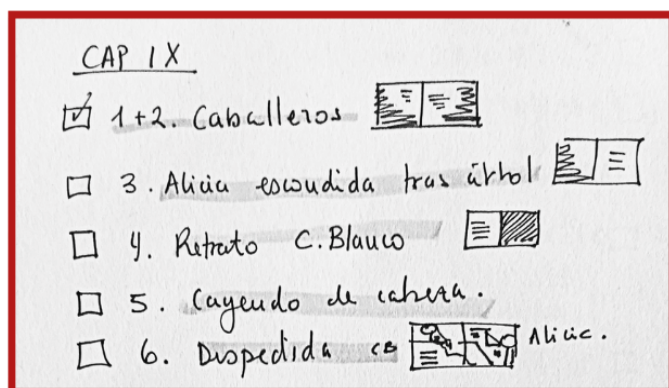 CAP IX
1+2. Caballeros
3. Alicia escondida tras árbol
4. Retrato C. Blanco
5. Cayendo de cabeza.
6. Despedida CB Alicia.